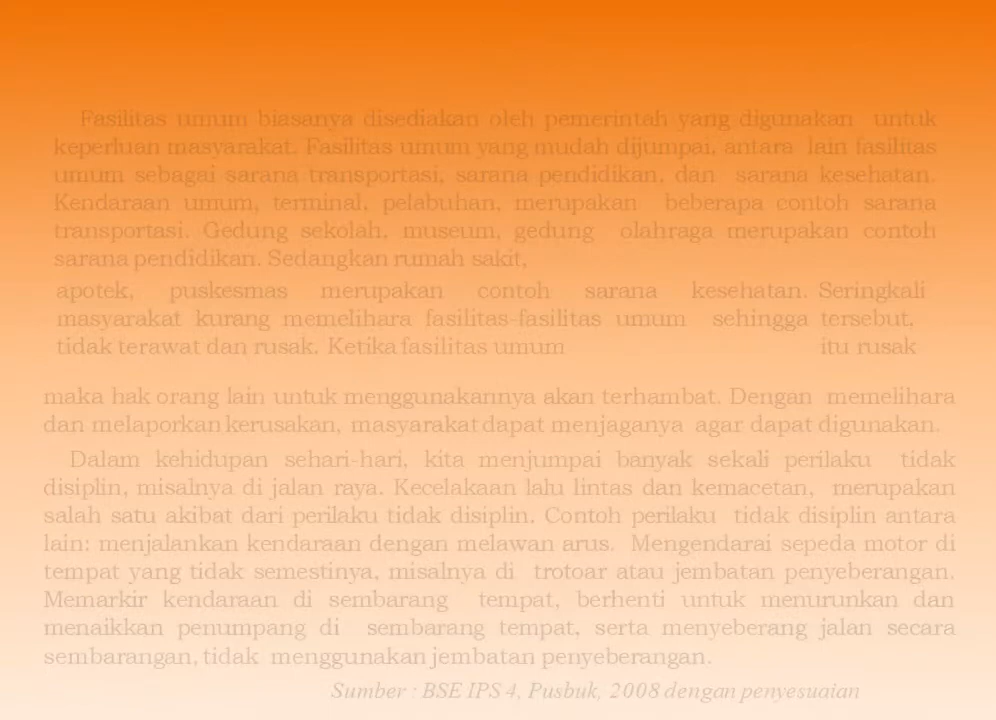 Fasilitas umum biasanya disediakan oleh pemerintah yang digunakan untuk
keperluan masyarakat. Fasilitas umum yang mudah dijumpai, antara lain fasilitas
umum sebagai sarana transportasi, sarana pendidikan, dan sarana kesehatan.
Kendaraan umum, terminal, pelabuhan, merupakan beberapa contoh sarana
transportasi. Gedung sekolah, museum, gedung olahraga merupakan contoh
sarana pendidikan. Sedangkan rumah sakit,
apotek, puskesmas merupakan contoh sarana kesehatan. Seringkali
masyarakat kurang memelihara fasilitas-fasilitas umum sehingga tersebut,
tidak terawat dan rusak. Ketika fasilitas umum itu rusak
maka hak orang lain untuk menggunakannya akan terhambat. Dengan memelihara
dan melaporkan kerusakan, masyarakat dapat menjaganya agar dapat digunakan.
Dalam kehidupan sehari-hari, kita menjumpai banyak sekali perilaku tidak
disiplin, misalnya di jalan raya. Kecelakaan lalu lintas dan kemacetan, merupakan
salah satu akibat dari perilaku tidak disiplin. Contoh perilaku tidak disiplin antara
lain: menjalankan kendaraan dengan melawan arus. Mengendarai sepeda motor di
tempat yang tidak semestinya, misalnya di trotoar atau jembatan penyeberangan.
Memarkir kendaraan di sembarang tempat, berhenti untuk menurunkan dan
menaikkan penumpang di sembarang tempat, serta menyeberang jalan secara
sembarangan, tidak menggunakan jembatan penyeberangan.
Sumber : BSE IPS 4, Pusbuk, 2008 dengan penyesuaian